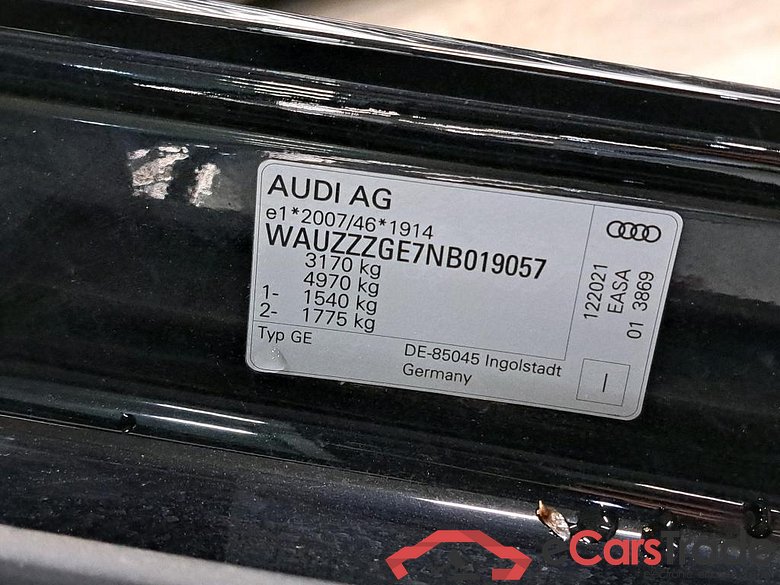 AUDI AG
e1*2007/46*1914
WAUZZZGE7NB019057
3170 kg
4970 kg
1- 1540 kg
2- 1775 kg
Typ GE
DE-85045 Ingolstadt
Germany
122021
EASA
01 3869
I
eCarsTrade